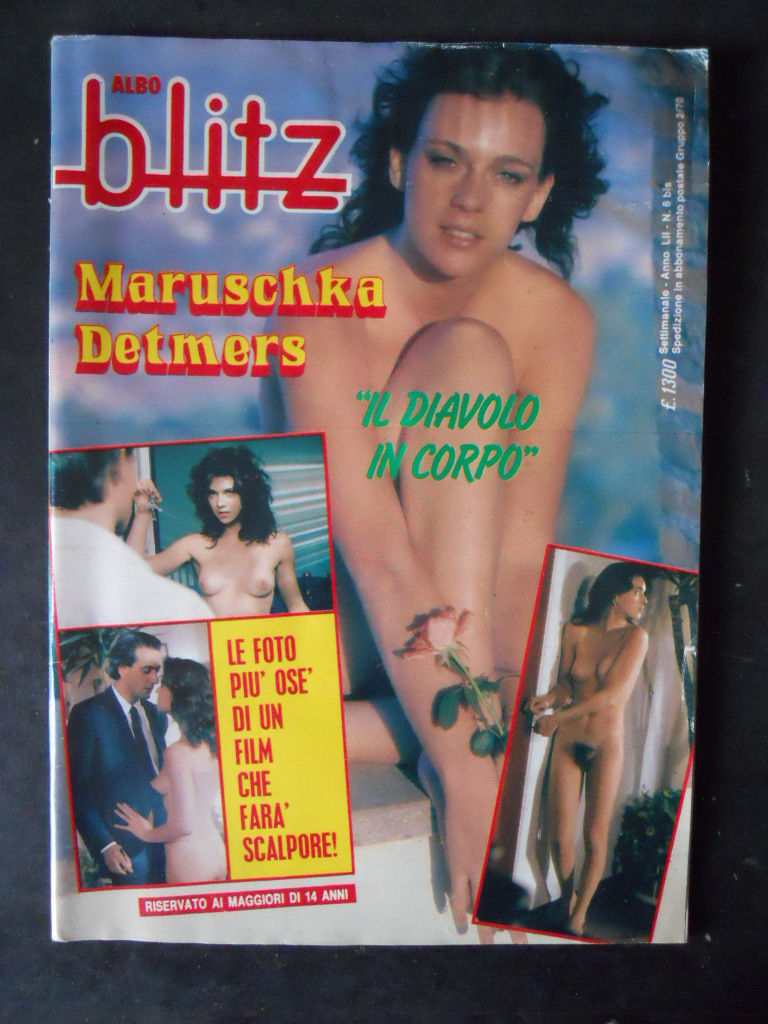 ALBO
blitz
Maruschka
Detmers
"IL DIAVOLO
IN CORPO"
£.1300 Settimanale - Anno LII - N. 6 bis
Spedizione in abbonamento postale Gruppo 2/70
LE FOTO
PIU' OSE'
DI UN
FILM
CHE
FARA'
SCALPORE!
RISERVATO AI MAGGIORI DI 14 ANNI